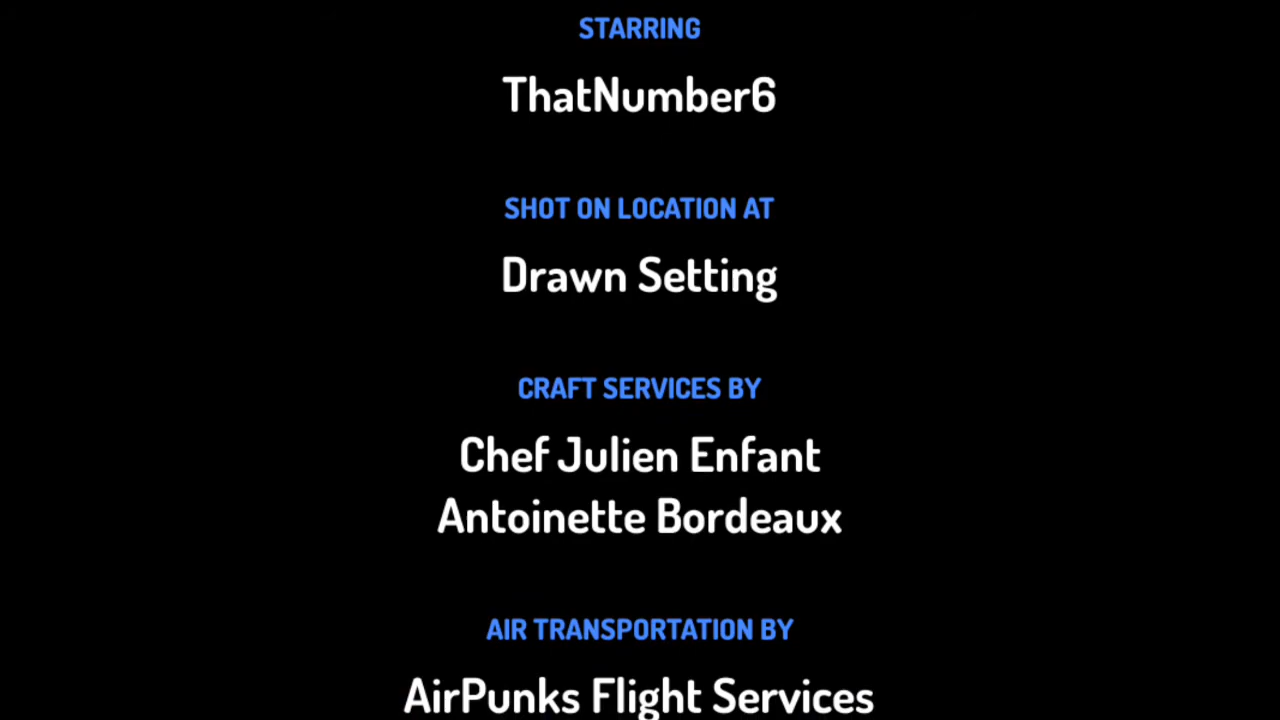 STARRING
ThatNumber6
SHOT ON LOCATION AT
Drawn Setting
CRAFT SERVICES BY
Chef Julien Enfant
Antoinette Bordeaux
AIR TRANSPORTATION BY
AirPunks Flight Services